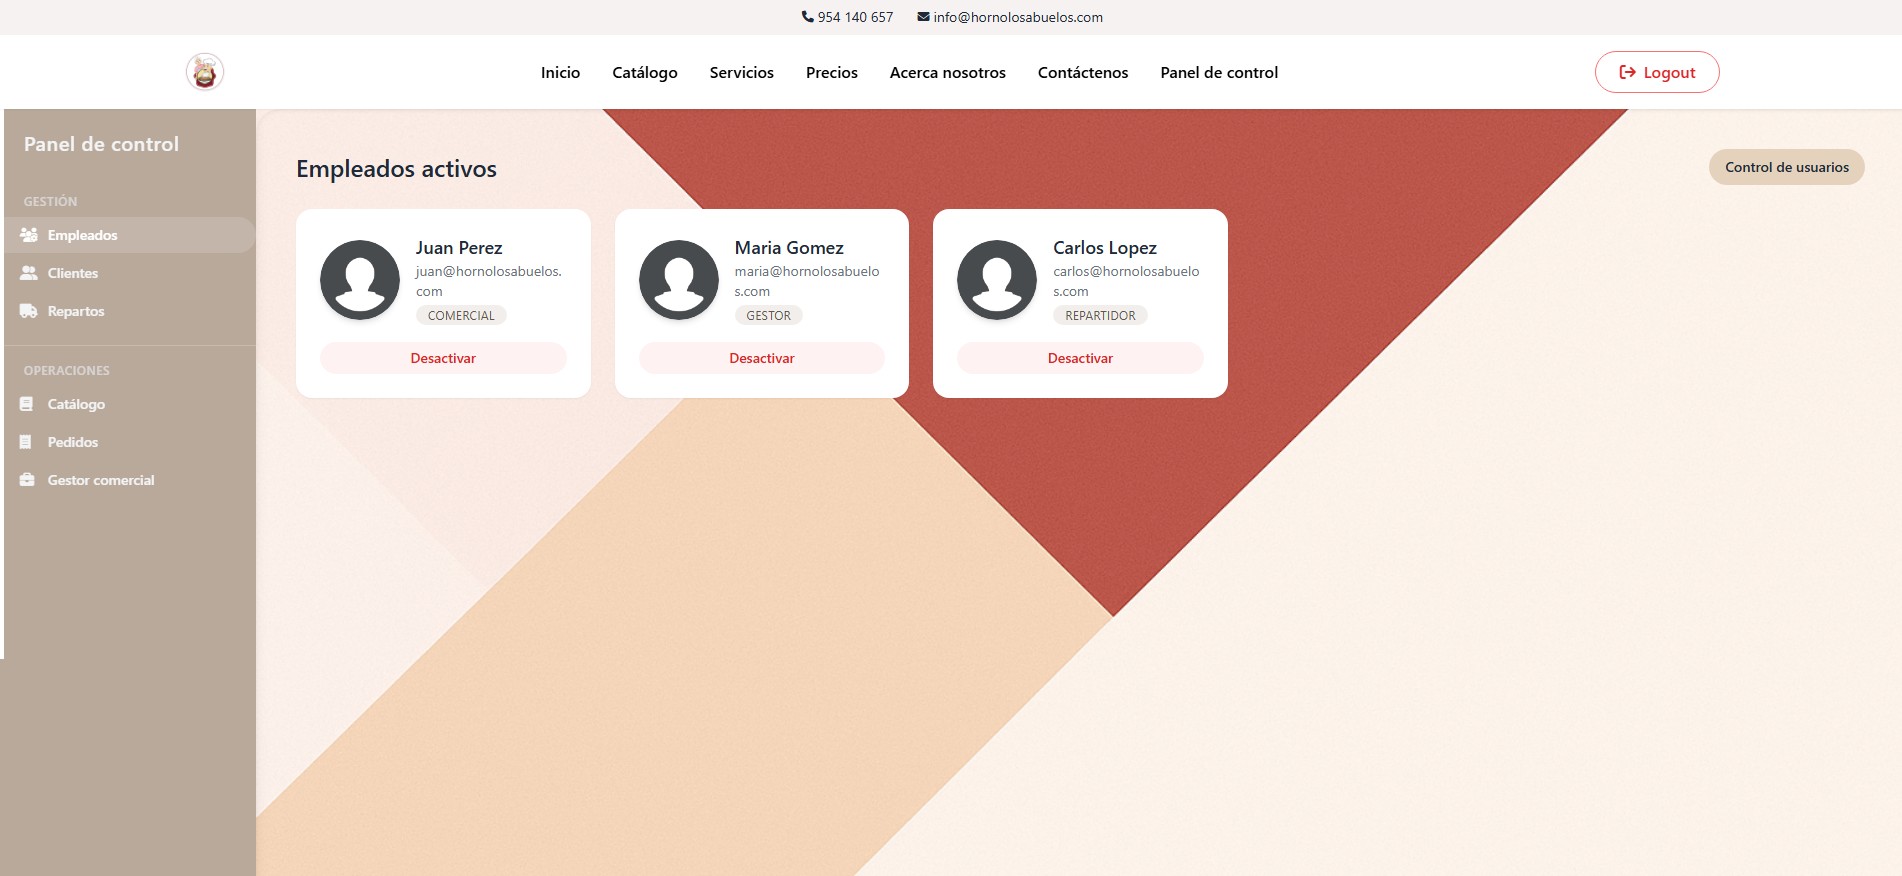 954 140 657 info@hornolosabuelos.com
Inicio Catálogo Servicios Precios Acerca nosotros Contáctenos Panel de control Logout
Panel de control
GESTIÓN
Empleados
Clientes
Repartos
OPERACIONES
Catálogo
Pedidos
Gestor comercial
Empleados activos
Control de usuarios
Juan Perez
juan@hornolosabuelos.
com
COMERCIAL
Desactivar
Maria Gomez
maria@hornolosabuelo
s.com
GESTOR
Desactivar
Carlos Lopez
carlos@hornolosabuelo
s.com
REPARTIDOR
Desactivar